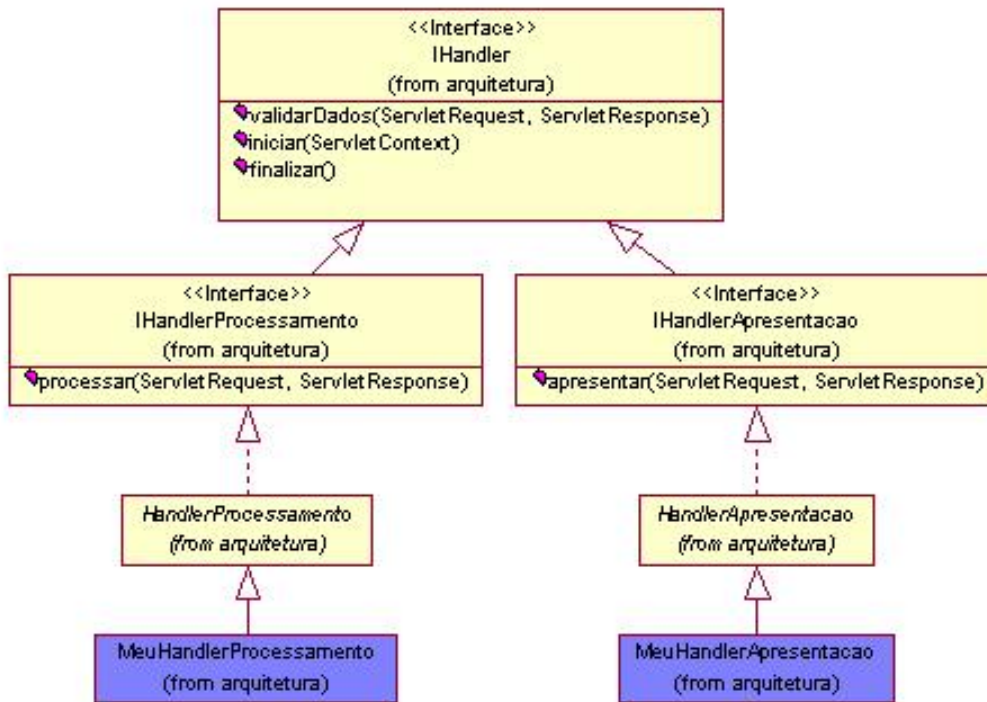 <<Interface>>
IHandler
(from arquitetura)
validarDados(ServletRequest, ServletResponse)
iniciar(ServletContext)
finalizar()
<<Interface>>
IHandlerProcessamento
(from arquitetura)
processar(ServletRequest, ServletResponse)
<<Interface>>
IHandlerApresentacao
(from arquitetura)
apresentar(ServletRequest, ServletResponse)
HandlerProcessamento
(from arquitetura)
HandlerApresentacao
(from arquitetura)
MeuHandlerProcessamento
(from arquitetura)
MeuHandlerApresentacao
(from arquitetura)